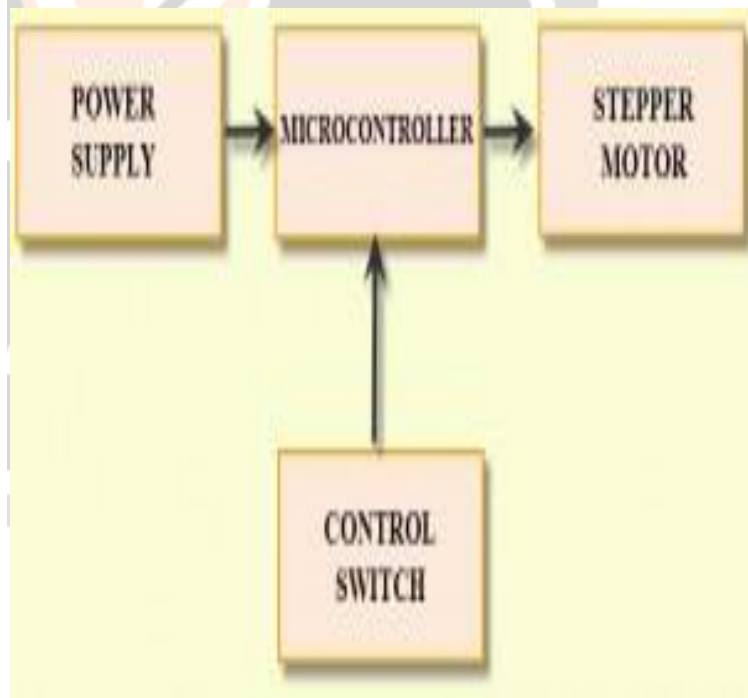 POWER
SUPPLY
MICROCONTROLLER
STEPPER
MOTOR
CONTROL
SWITCH